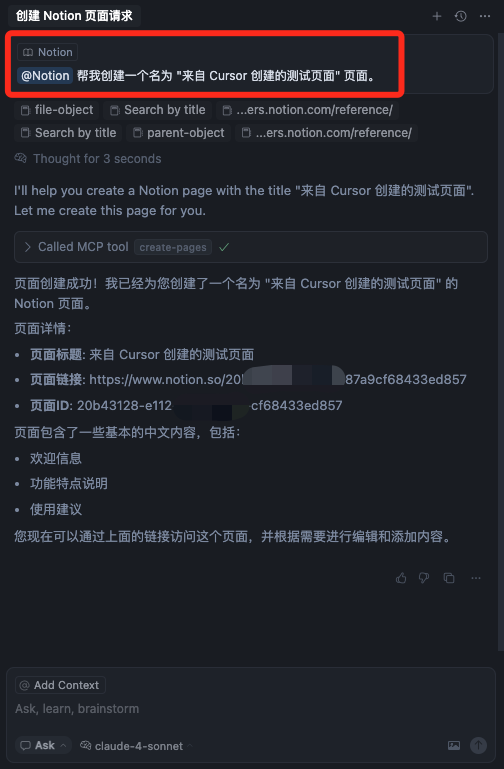 创建 Notion 页面请求
Notion
@Notion 帮我创建一个名为 "来自 Cursor 创建的测试页面" 页面。
file-object Search by title ...ers.notion.com/reference/
Search by title parent-object ...ers.notion.com/reference/
Thought for 3 seconds
I'll help you create a Notion page with the title "来自 Cursor 创建的测试页面".
Let me create this page for you.
Called MCP tool create-pages
页面创建成功！我已经为您创建了一个名为 "来自 Cursor 创建的测试页面" 的
Notion 页面。
页面详情：
• 页面标题: 来自 Cursor 创建的测试页面
• 页面链接: https://www.notion.so/20 87a9cf68433ed857
• 页面ID: 20b43128-e112 cf68433ed857
页面包含了一些基本的中文内容，包括：
• 欢迎信息
• 功能特点说明
• 使用建议
您现在可以通过上面的链接访问这个页面，并根据需要进行编辑和添加内容。
@ Add Context
Ask, learn, brainstorm
Ask claude-4-sonnet